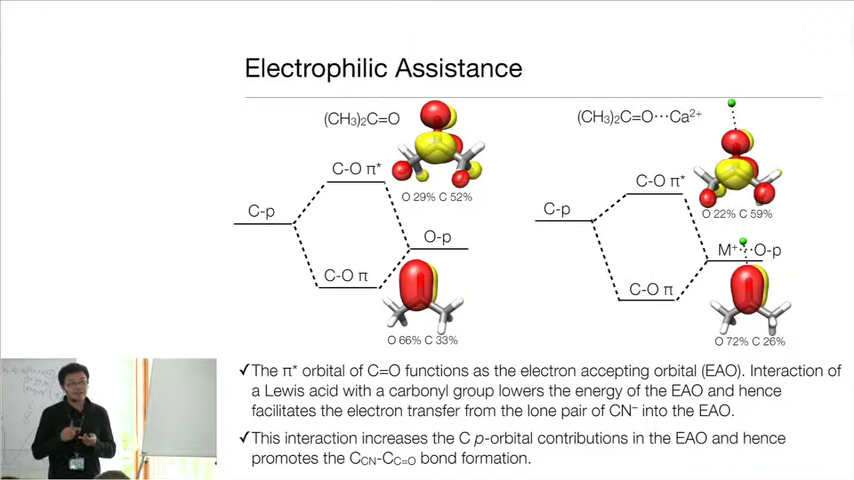 Electrophilic Assistance
(CH₃)₂C=O
C-O π*
O 29% C 52%
C-p
O-p
C-O π
O 66% C 33%
(CH₃)₂C=O···Ca²⁺
C-O π*
O 22% C 59%
C-p
M⁺···O-p
C-O π
O 72% C 26%
✓The π* orbital of C=O functions as the electron accepting orbital (EAO). Interaction of
a Lewis acid with a carbonyl group lowers the energy of the EAO and hence
facilitates the electron transfer from the lone pair of CN⁻ into the EAO.
✓This interaction increases the C p-orbital contributions in the EAO and hence
promotes the C_CN-C_C=O bond formation.